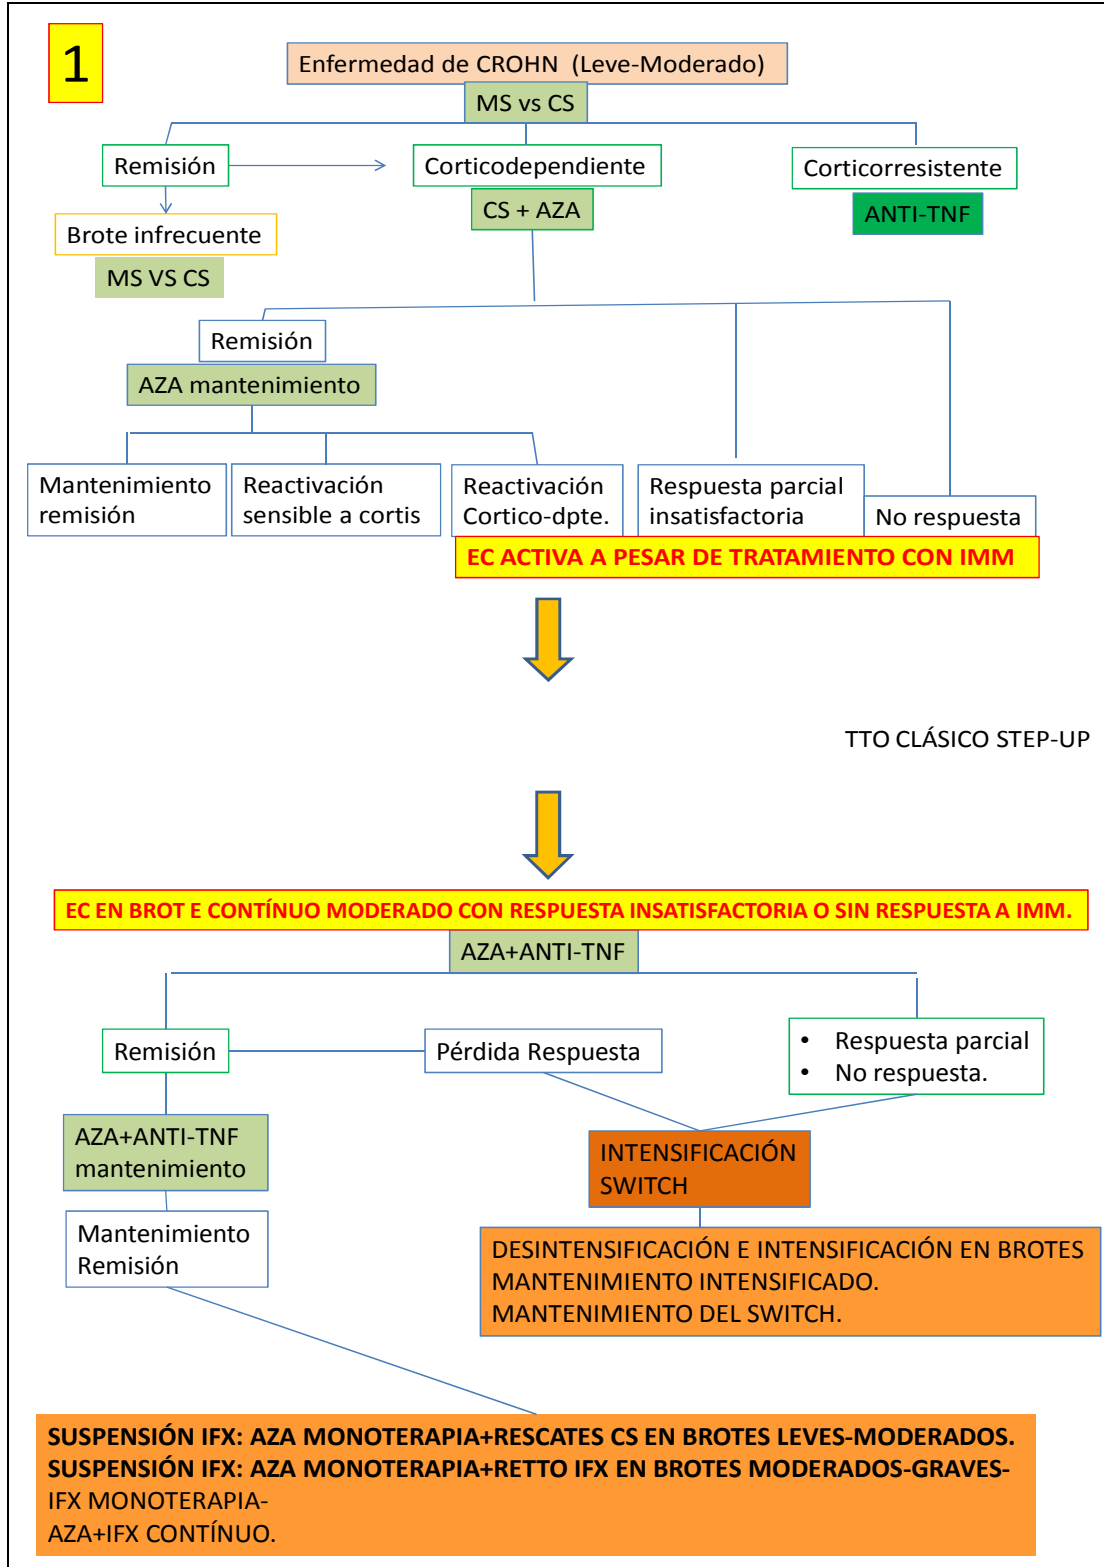 1
Enfermedad de CROHN (Leve-Moderado)
MS vs CS
Remisión
Corticodependiente
Corticorresistente
CS + AZA
ANTI-TNF
Brote infrecuente
MS VS CS
Remisión
AZA mantenimiento
Mantenimiento
remisión
Reactivación
sensible a cortis
Reactivación
Cortico-dpte.
Respuesta parcial
insatisfactoria
No respuesta
EC ACTIVA A PESAR DE TRATAMIENTO CON IMM
TTO CLÁSICO STEP-UP
EC EN BROT E CONTÍNUO MODERADO CON RESPUESTA INSATISFACTORIA O SIN RESPUESTA A IMM.
AZA+ANTI-TNF
Remisión
Pérdida Respuesta
• Respuesta parcial
• No respuesta.
AZA+ANTI-TNF
mantenimiento
INTENSIFICACIÓN
SWITCH
Mantenimiento
Remisión
DESINTENSIFICACIÓN E INTENSIFICACIÓN EN BROTES
MANTENIMIENTO INTENSIFICADO.
MANTENIMIENTO DEL SWITCH.
SUSPENSIÓN IFX: AZA MONOTERAPIA+RESCATES CS EN BROTES LEVES-MODERADOS.
SUSPENSIÓN IFX: AZA MONOTERAPIA+RETTO IFX EN BROTES MODERADOS-GRAVES-
IFX MONOTERAPIA-
AZA+IFX CONTÍNUO.